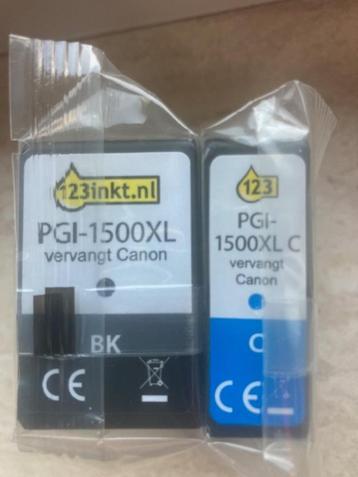 123inkt.nl
PGI-1500XL
vervangt Canon
BK
CE
123
PGI-
1500XL C
vervangt
Canon
C
CE